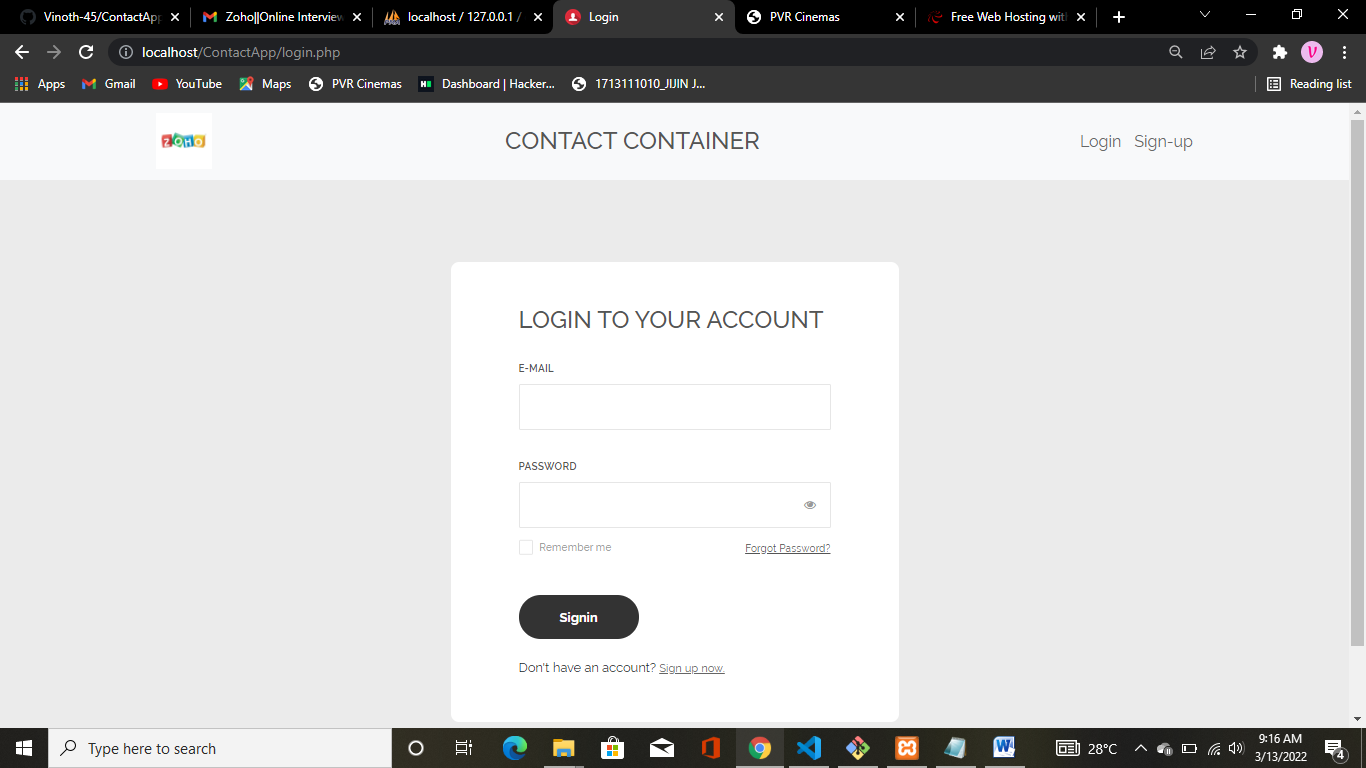 Vinoth-45/ContactApp
Zoho||Online Interview
localhost / 127.0.0.1 /
Login
PVR Cinemas
Free Web Hosting with
localhost/ContactApp/login.php
V
Apps
Gmail
YouTube
Maps
PVR Cinemas
Dashboard | Hacker...
1713111010_JIJIN J...
Reading list
ZOHO
CONTACT CONTAINER
Login
Sign-up
LOGIN TO YOUR ACCOUNT
E-MAIL
PASSWORD
Remember me
Forgot Password?
Signin
Don't have an account? Sign up now.
Type here to search
28°C
9:16 AM
3/13/2022
4